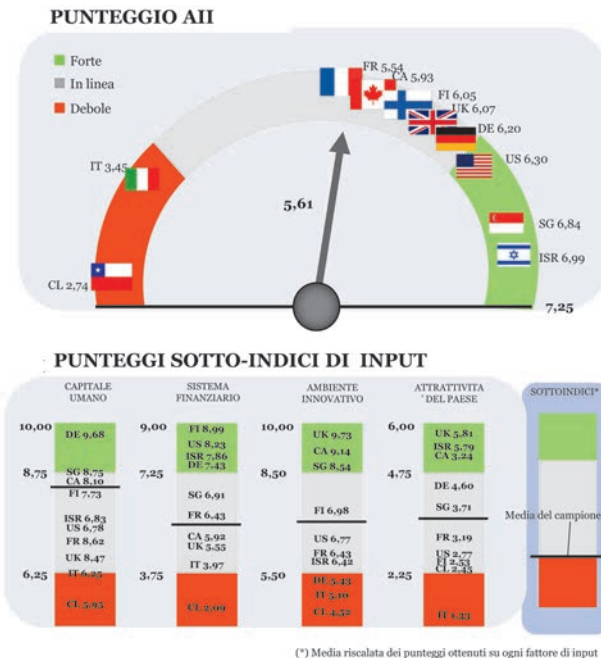 PUNTEGGIO AII
Forte
In linea
Debole
FR 5,54
CA 5,93
FI 6,05
UK 6,07
DE 6,20
US 6,30
IT 3,45
5,61
SG 6,84
ISR 6,99
CL 2,74
7,25
PUNTEGGI SOTTO-INDICI DI INPUT
CAPITALE
UMANO
10,00
DE 9,68
8,75
SG 8,75
CA 8,10
FI 7,73
ISR 6,83
US 6,78
FR 8,62
UK 8,47
6,25
IT 6,25
CL 5,95
SISTEMA
FINANZIARIO
9,00
FI 8,99
US 8,23
ISR 7,86
DE 7,43
7,25
SG 6,91
FR 6,43
CA 5,92
UK 5,55
IT 3,97
3,75
CL 2,09
AMBIENTE
INNOVATIVO
10,00
UK 9,73
CA 9,14
SG 8,54
8,50
FI 6,98
US 6,77
FR 6,43
ISR 6,42
5,50
DE 5,43
IT 5,10
CL 4,52
ATTRATTIVITA
' DEL PAESE
6,00
UK 5,81
ISR 5,79
CA 3,24
4,75
DE 4,60
SG 3,71
FR 3,19
US 2,77
FI 2,53
CL 2,45
2,25
FI 1,33
SOTTOINDICI*
Media del campione
(*) Media riscalata dei punteggi ottenuti su ogni fattore di input